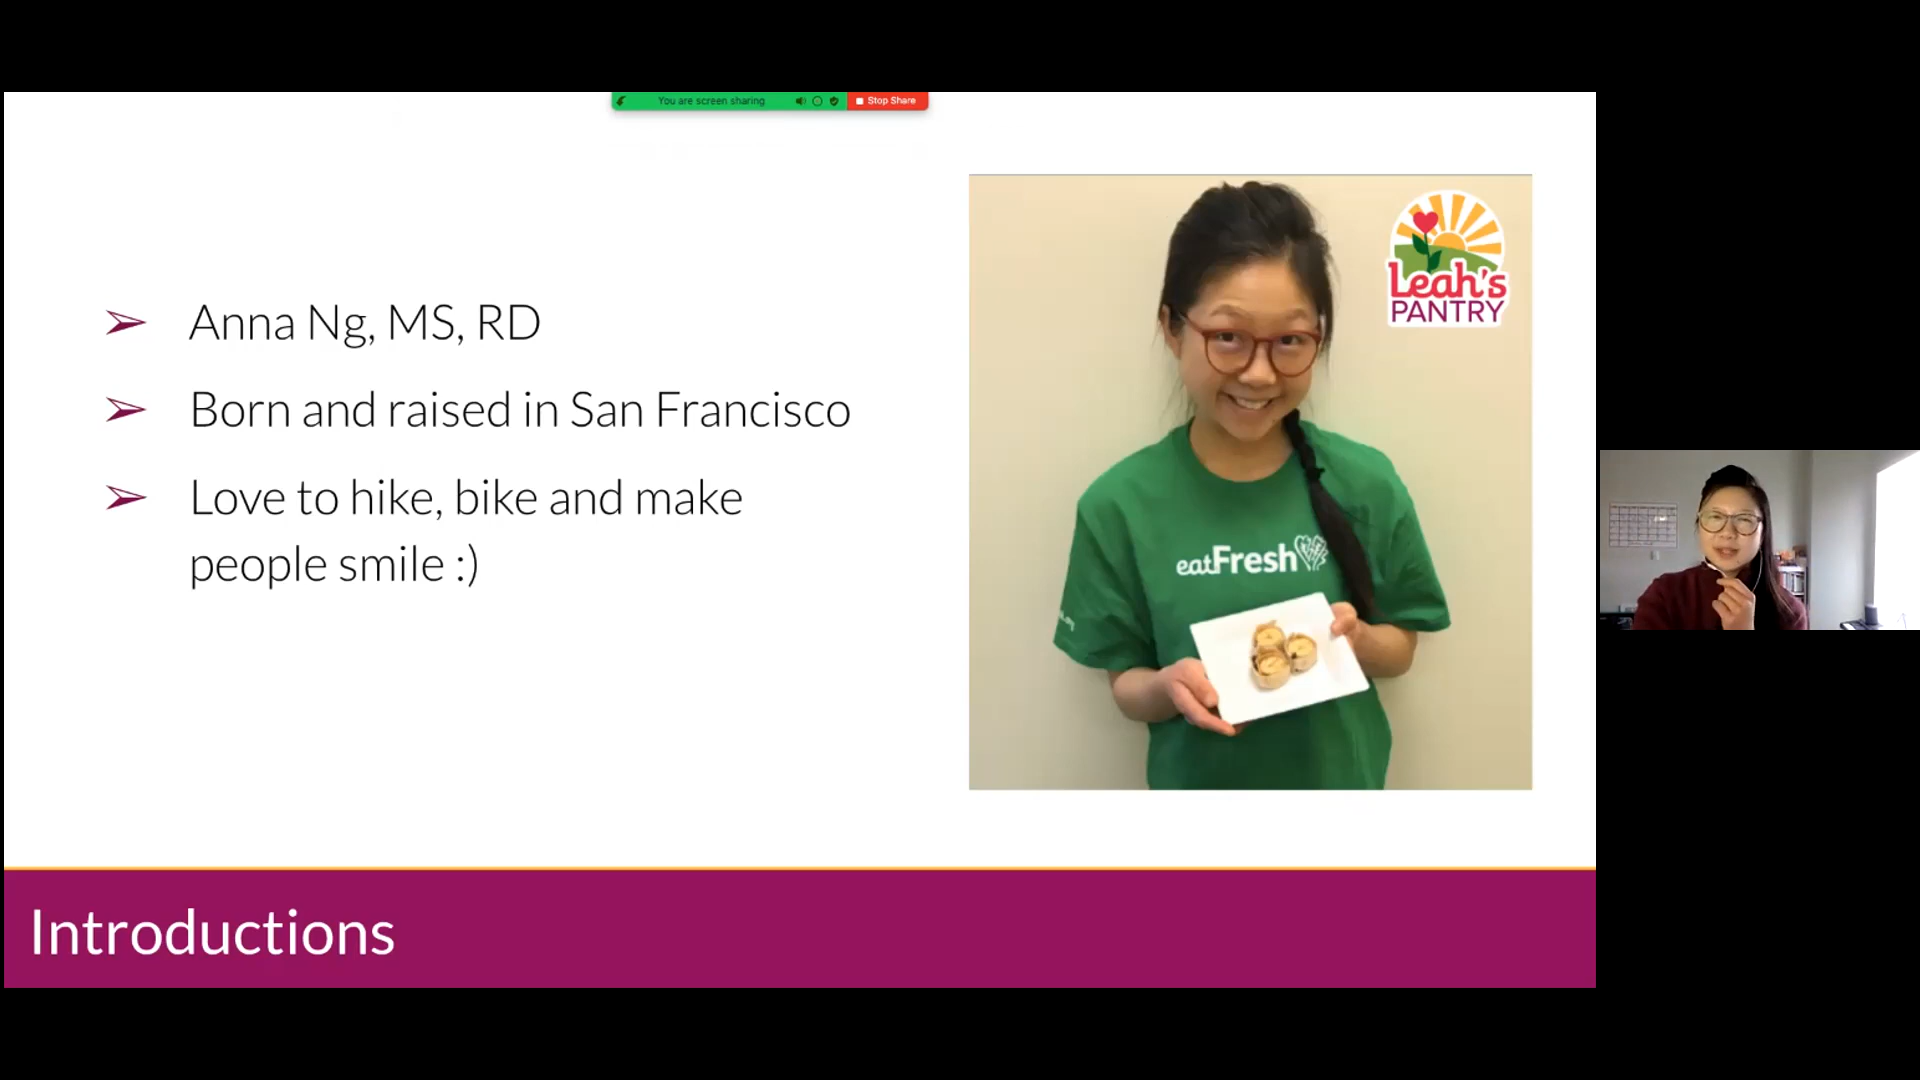 You are screen sharing
Stop Share
Anna Ng, MS, RD
Born and raised in San Francisco
Love to hike, bike and make
people smile :)
Leah's
PANTRY
eatFresh
Introductions